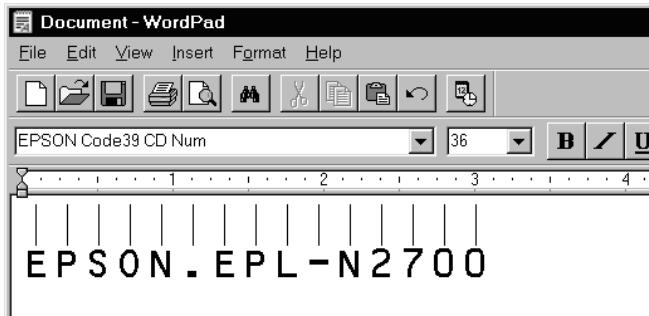 Document - WordPad
File Edit View Insert Format Help
12
EPSON Code39 CD Num 36 B I U
1 2 3 4
EPSON.EPL-N2700